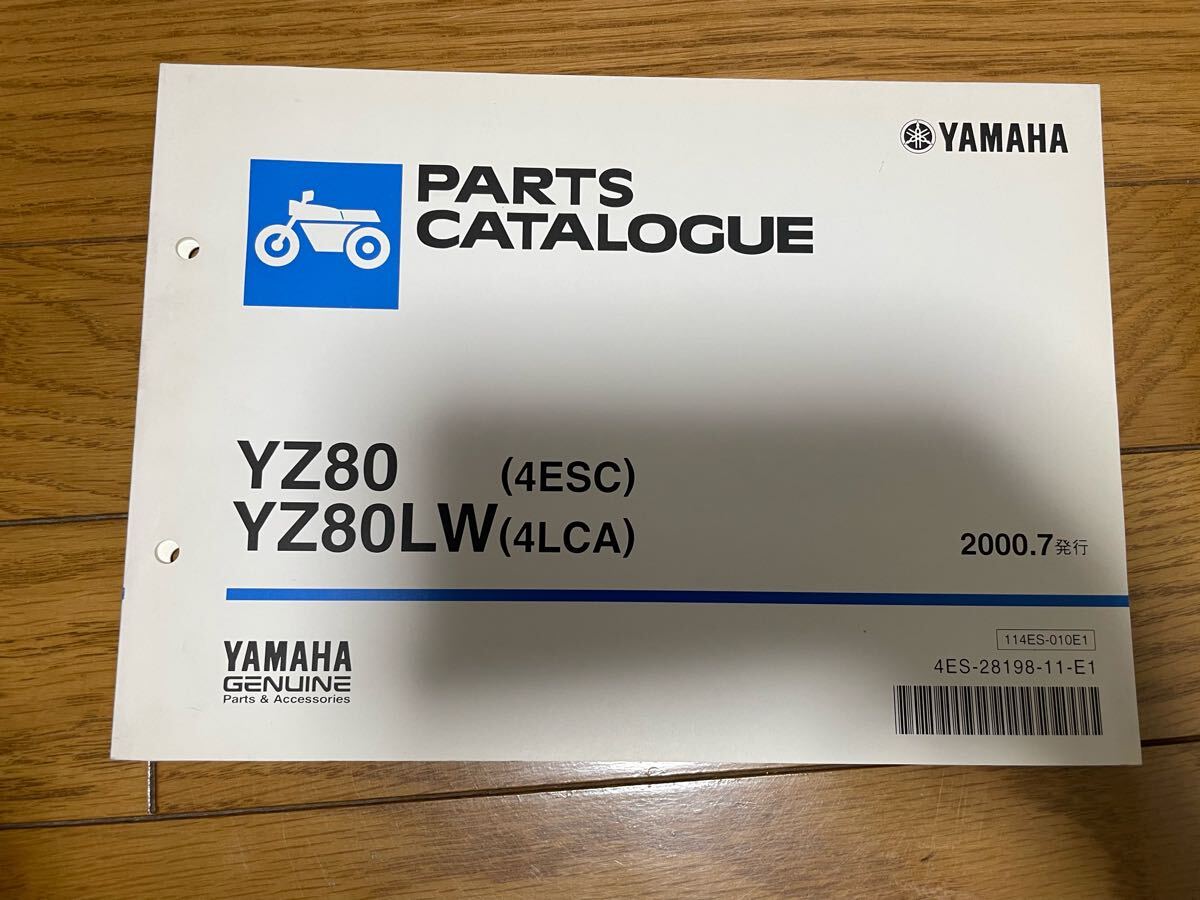 YAMAHA
PARTS
CATALOGUE
YZ80 (4ESC)
YZ80LW (4LCA)
2000.7発行
114ES-010E1
4ES-28198-11-E1
YAMAHA
GENUINE
Parts & Accessories